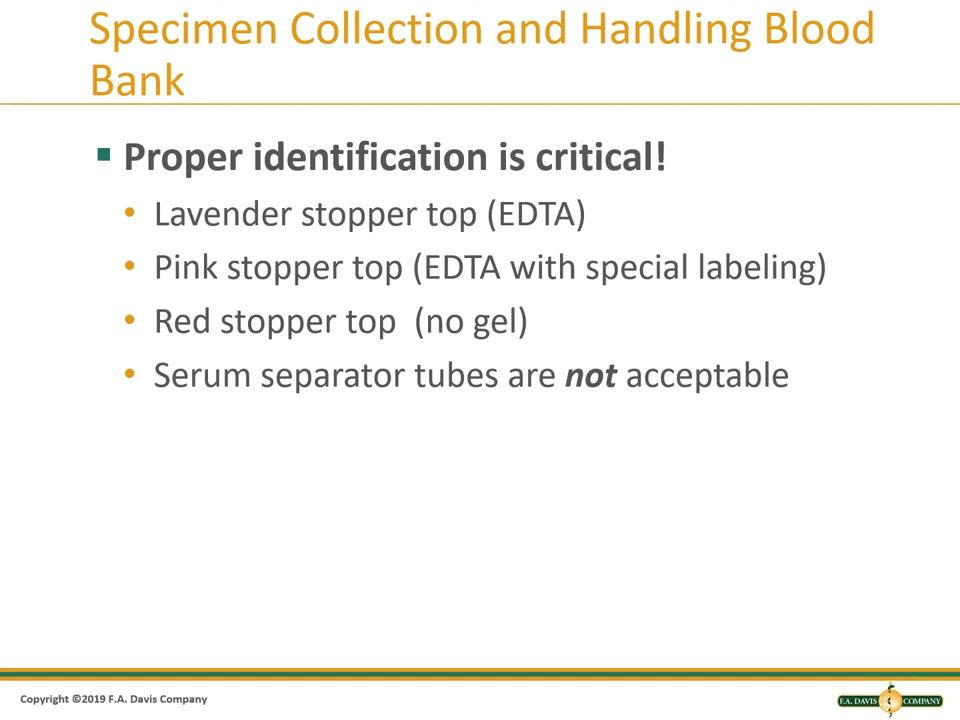 Specimen Collection and Handling Blood
Bank
▪ Proper identification is critical!
• Lavender stopper top (EDTA)
• Pink stopper top (EDTA with special labeling)
• Red stopper top (no gel)
• Serum separator tubes are not acceptable
Copyright ©2019 F.A. Davis Company
F.A. DAVIS COMPANY